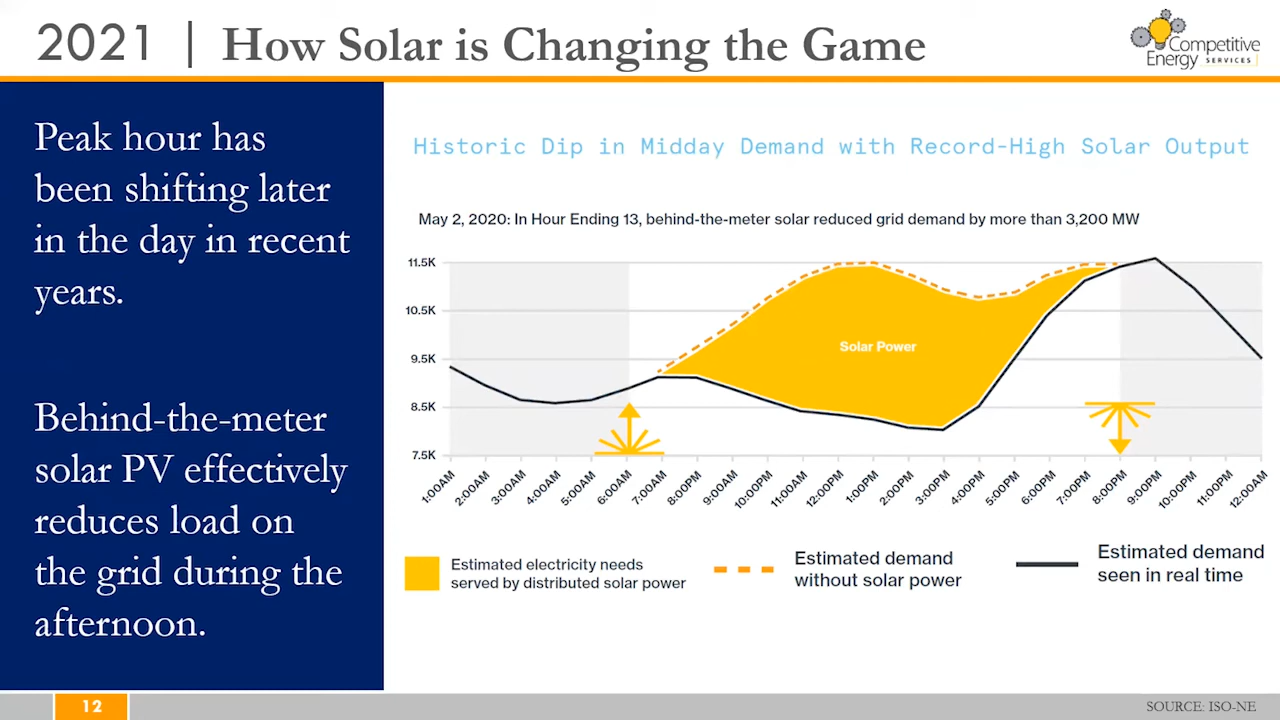 2021 | How Solar is Changing the Game
Competitive
Energy
SERVICES
Peak hour has
been shifting later
in the day in recent
years.
Behind-the-meter
solar PV effectively
reduces load on
the grid during the
afternoon.
Historic Dip in Midday Demand with Record-High Solar Output
May 2, 2020: In Hour Ending 13, behind-the-meter solar reduced grid demand by more than 3,200 MW
11.5K
10.5K
9.5K
8.5K
7.5K
Solar Power
1:00AM
2:00AM
3:00AM
4:00AM
5:00AM
6:00AM
7:00AM
8:00PM
9:00AM
10:00PM
11:00AM
12:00PM
1:00PM
2:00PM
3:00PM
4:00PM
5:00PM
6:00PM
7:00PM
8:00PM
9:00PM
10:00PM
11:00PM
12:00AM
Estimated electricity needs
served by distributed solar power
Estimated demand
without solar power
Estimated demand
seen in real time
12
SOURCE: ISO-NE